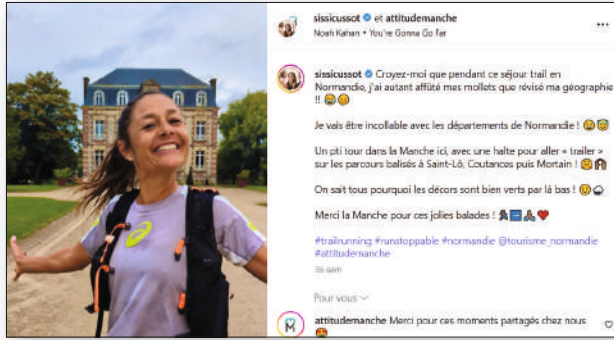 sissicussot et attitudemanche
Noah Kahan • You're Gonna Go Far
sissicussot Croyez-moi que pendant ce séjour trail en
Normandie, j'ai autant affûté mes mollets que révisé ma géographie
!!
Je vais être incollable avec les départements de Normandie !
Un pti tour dans la Manche ici, avec une halte pour aller « trailer »
sur les parcours balisés à Saint-Lô, Coutances puis Mortain !
On sait tous pourquoi les décors sont bien verts par là bas !
Merci la Manche pour ces jolies balades !
#trailrunning #runstoppable #normandie @tourisme_normandie
#attitudemanche
36 sem
Pour vous
attitudemanche Merci pour ces moments partagés chez nous